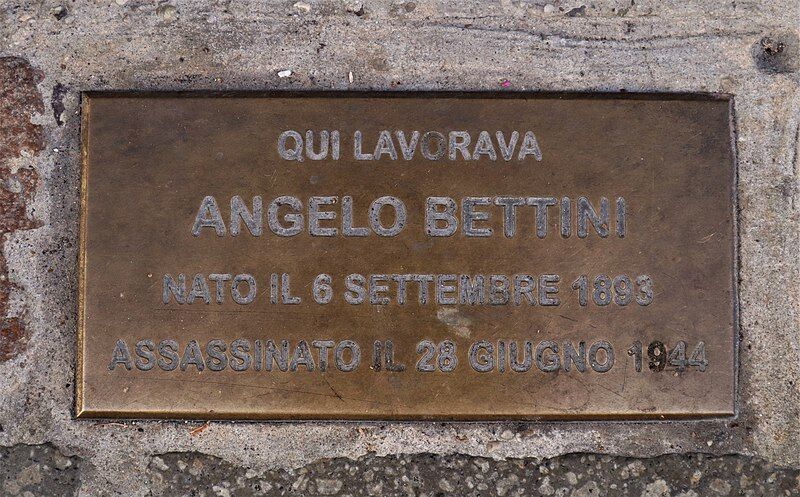 QUI LAVORAVA
ANGELO BETTINI
NATO IL 6 SETTEMBRE 1893
ASSASSINATO IL 28 GIUGNO 1944